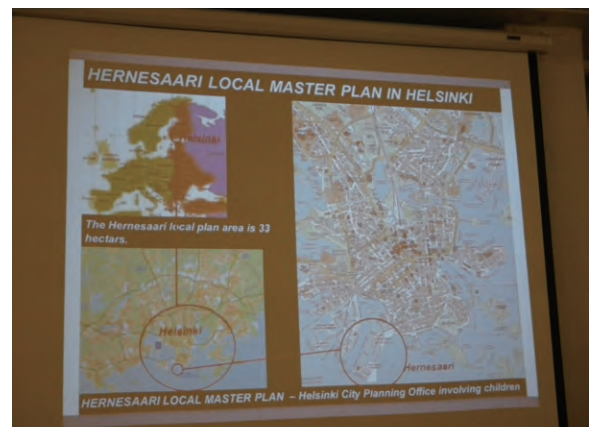 HERNESAARI LOCAL MASTER PLAN IN HELSINKI
Helsinki
The Hernesaari local plan area is 33
hectars.
Helsinki
Hernesaari
HERNESAARI LOCAL MASTER PLAN – Helsinki City Planning Office involving children